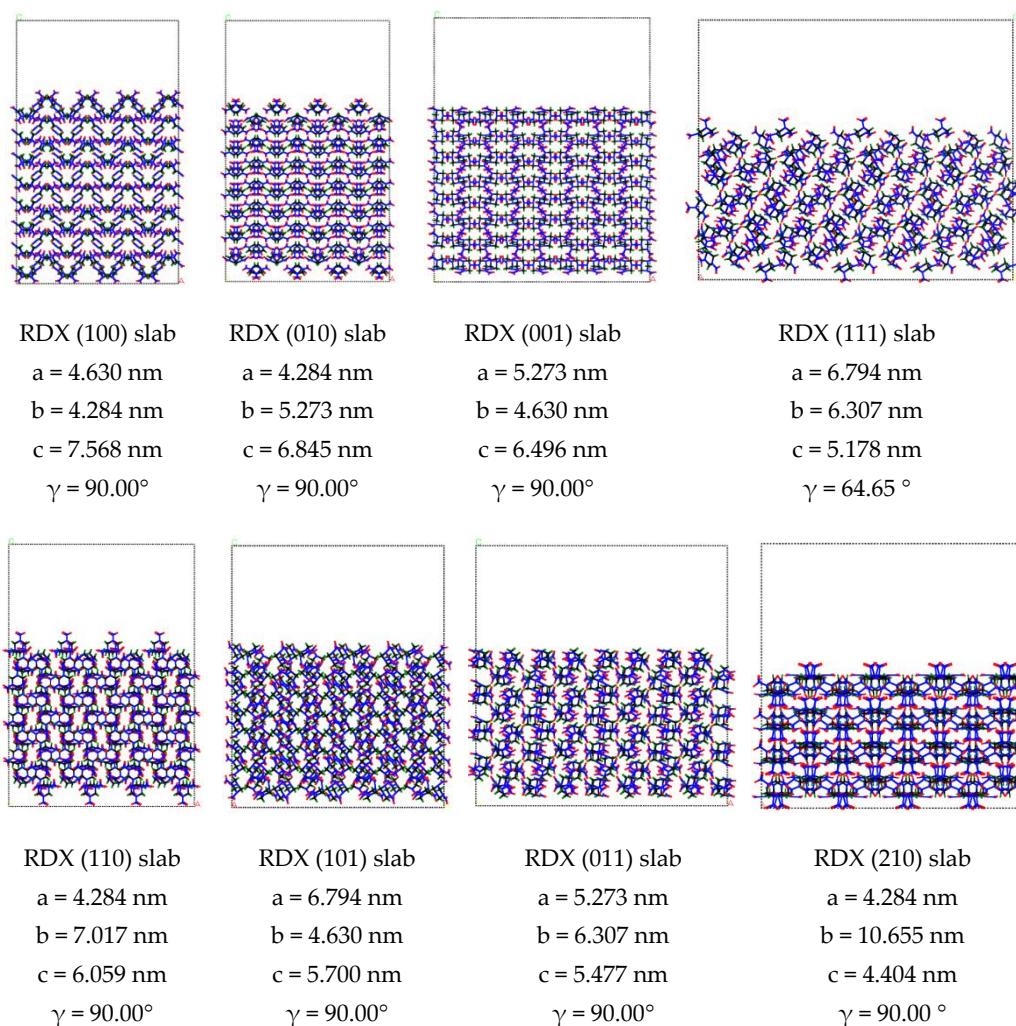 RDX (100) slab
a = 4.630 nm
b = 4.284 nm
c = 7.568 nm
γ = 90.00°
RDX (010) slab
a = 4.284 nm
b = 5.273 nm
c = 6.845 nm
γ = 90.00°
RDX (001) slab
a = 5.273 nm
b = 4.630 nm
c = 6.496 nm
γ = 90.00°
RDX (111) slab
a = 6.794 nm
b = 6.307 nm
c = 5.178 nm
γ = 64.65 °
RDX (110) slab
a = 4.284 nm
b = 7.017 nm
c = 6.059 nm
γ = 90.00°
RDX (101) slab
a = 6.794 nm
b = 4.630 nm
c = 5.700 nm
γ = 90.00°
RDX (011) slab
a = 5.273 nm
b = 6.307 nm
c = 5.477 nm
γ = 90.00°
RDX (210) slab
a = 4.284 nm
b = 10.655 nm
c = 4.404 nm
γ = 90.00 °